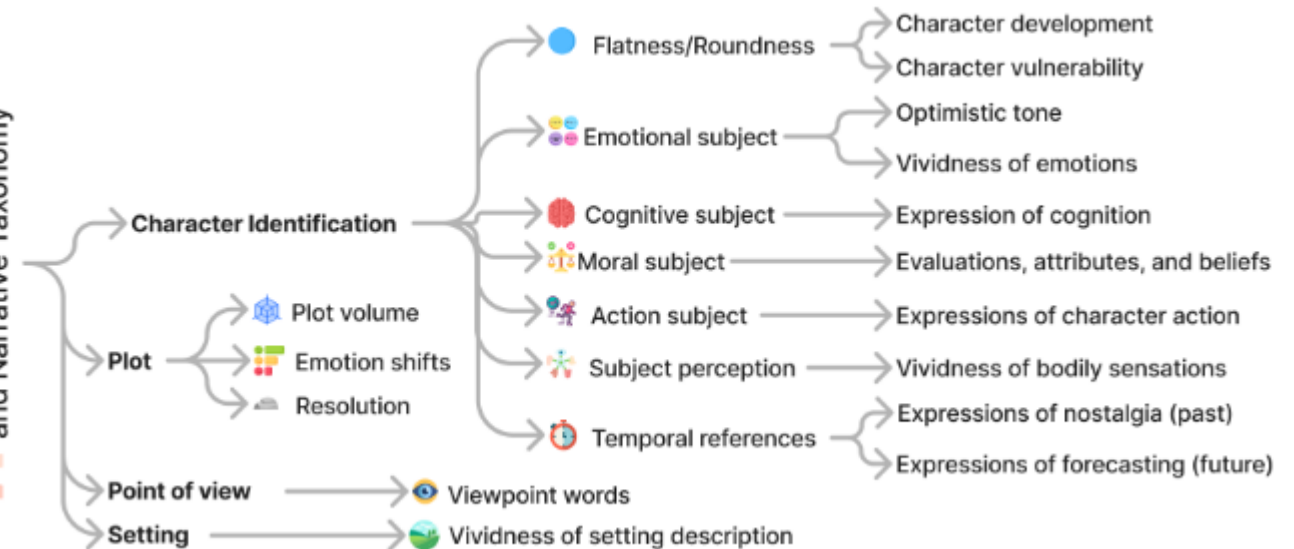 and Narrative Taxonomy
Character Identification
Flatness/Roundness
Character development
Character vulnerability
Emotional subject
Optimistic tone
Vividness of emotions
Cognitive subject
Expression of cognition
Moral subject
Evaluations, attributes, and beliefs
Action subject
Expressions of character action
Subject perception
Vividness of bodily sensations
Temporal references
Expressions of nostalgia (past)
Expressions of forecasting (future)
Plot
Plot volume
Emotion shifts
Resolution
Point of view
Viewpoint words
Setting
Vividness of setting description